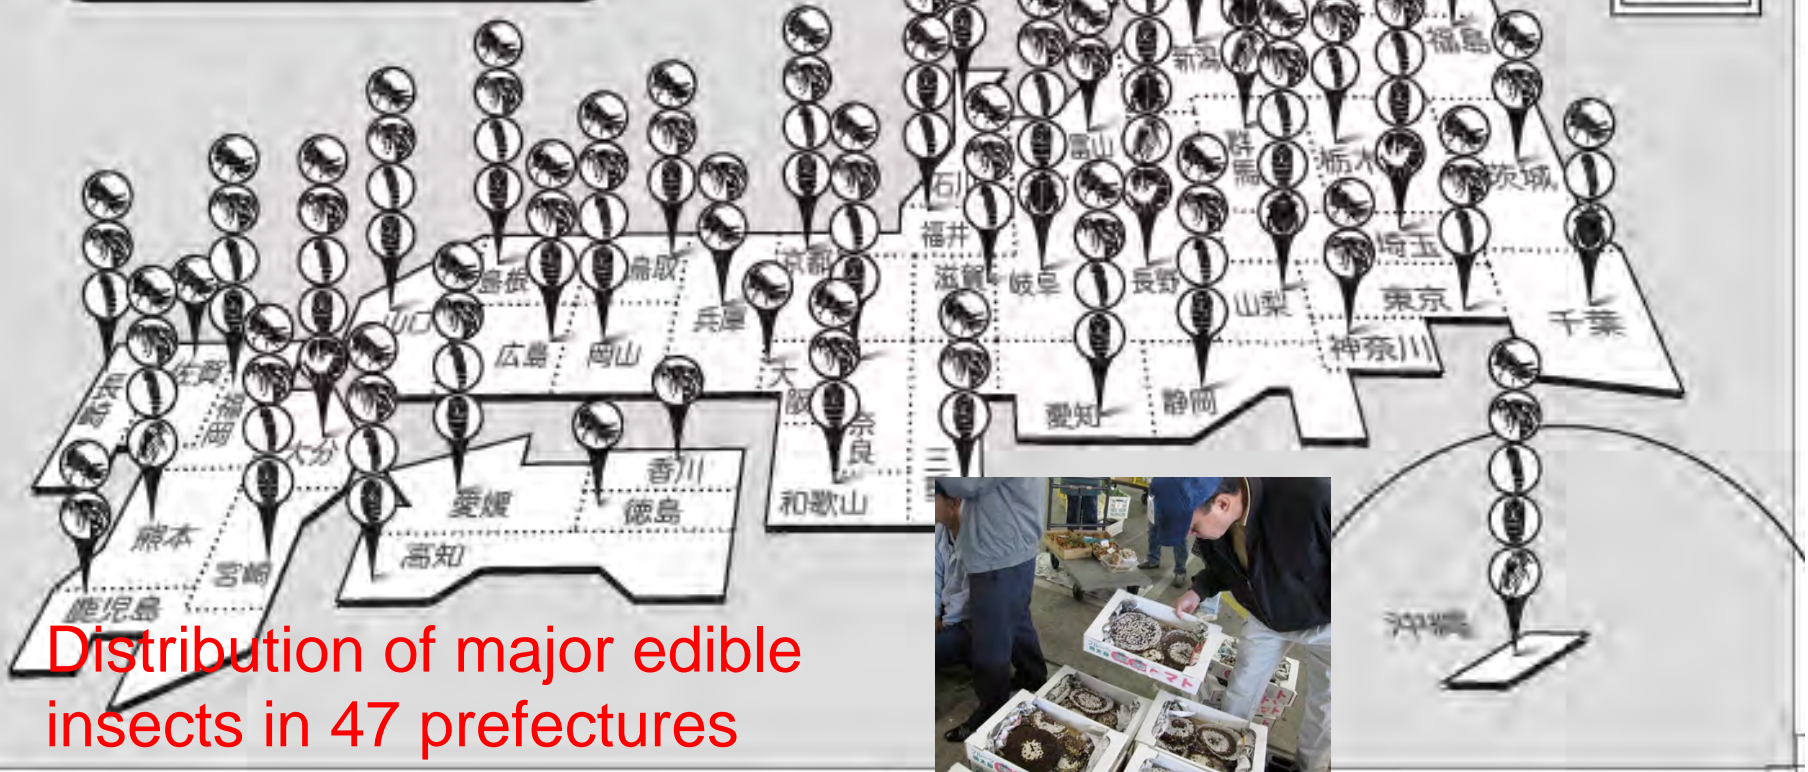 福島
新潟
富山
群馬
栃木
茨城
石川
福井
京都
滋賀
岐阜
長野
埼玉
島根
鳥取
山梨
東京
兵庫
山口
千葉
広島
岡山
神奈川
佐賀
大阪
長崎
福岡
愛知
静岡
大分
奈良
香川
三
愛媛
徳島
和歌山
熊本
高知
宮崎
鹿児島
沖縄
トマト
Distribution of major edible
insects in 47 prefectures